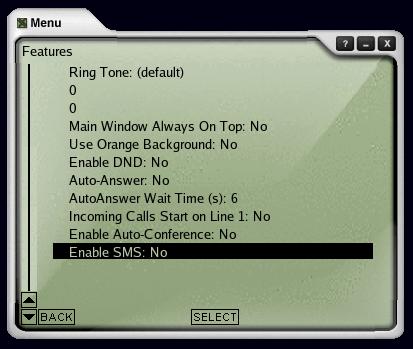 Menu
? X
Features
Ring Tone: (default)
0
0
Main Window Always On Top: No
Use Orange Background: No
Enable DND: No
Auto-Answer: No
AutoAnswer Wait Time (s): 6
Incoming Calls Start on Line 1: No
Enable Auto-Conference: No
Enable SMS: No
BACK SELECT